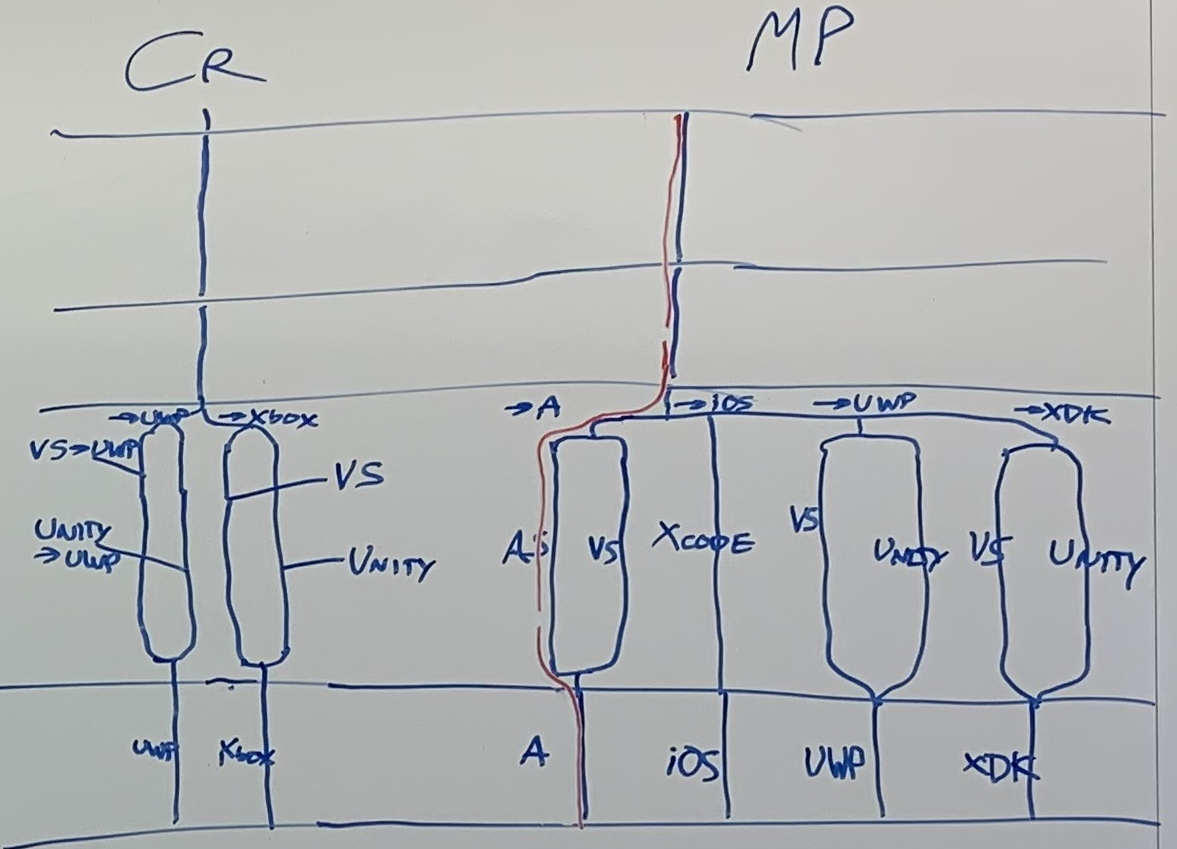 CR
MP
→UWP
→Xbox
→A
→iOS
→UWP
→XDK
VS→UWP
VS
UNITY
→UWP
UNITY
A's
VS
XCODE
VS
UNITY
VS
UNITY
UWP
Xbox
A
iOS
UWP
XDK